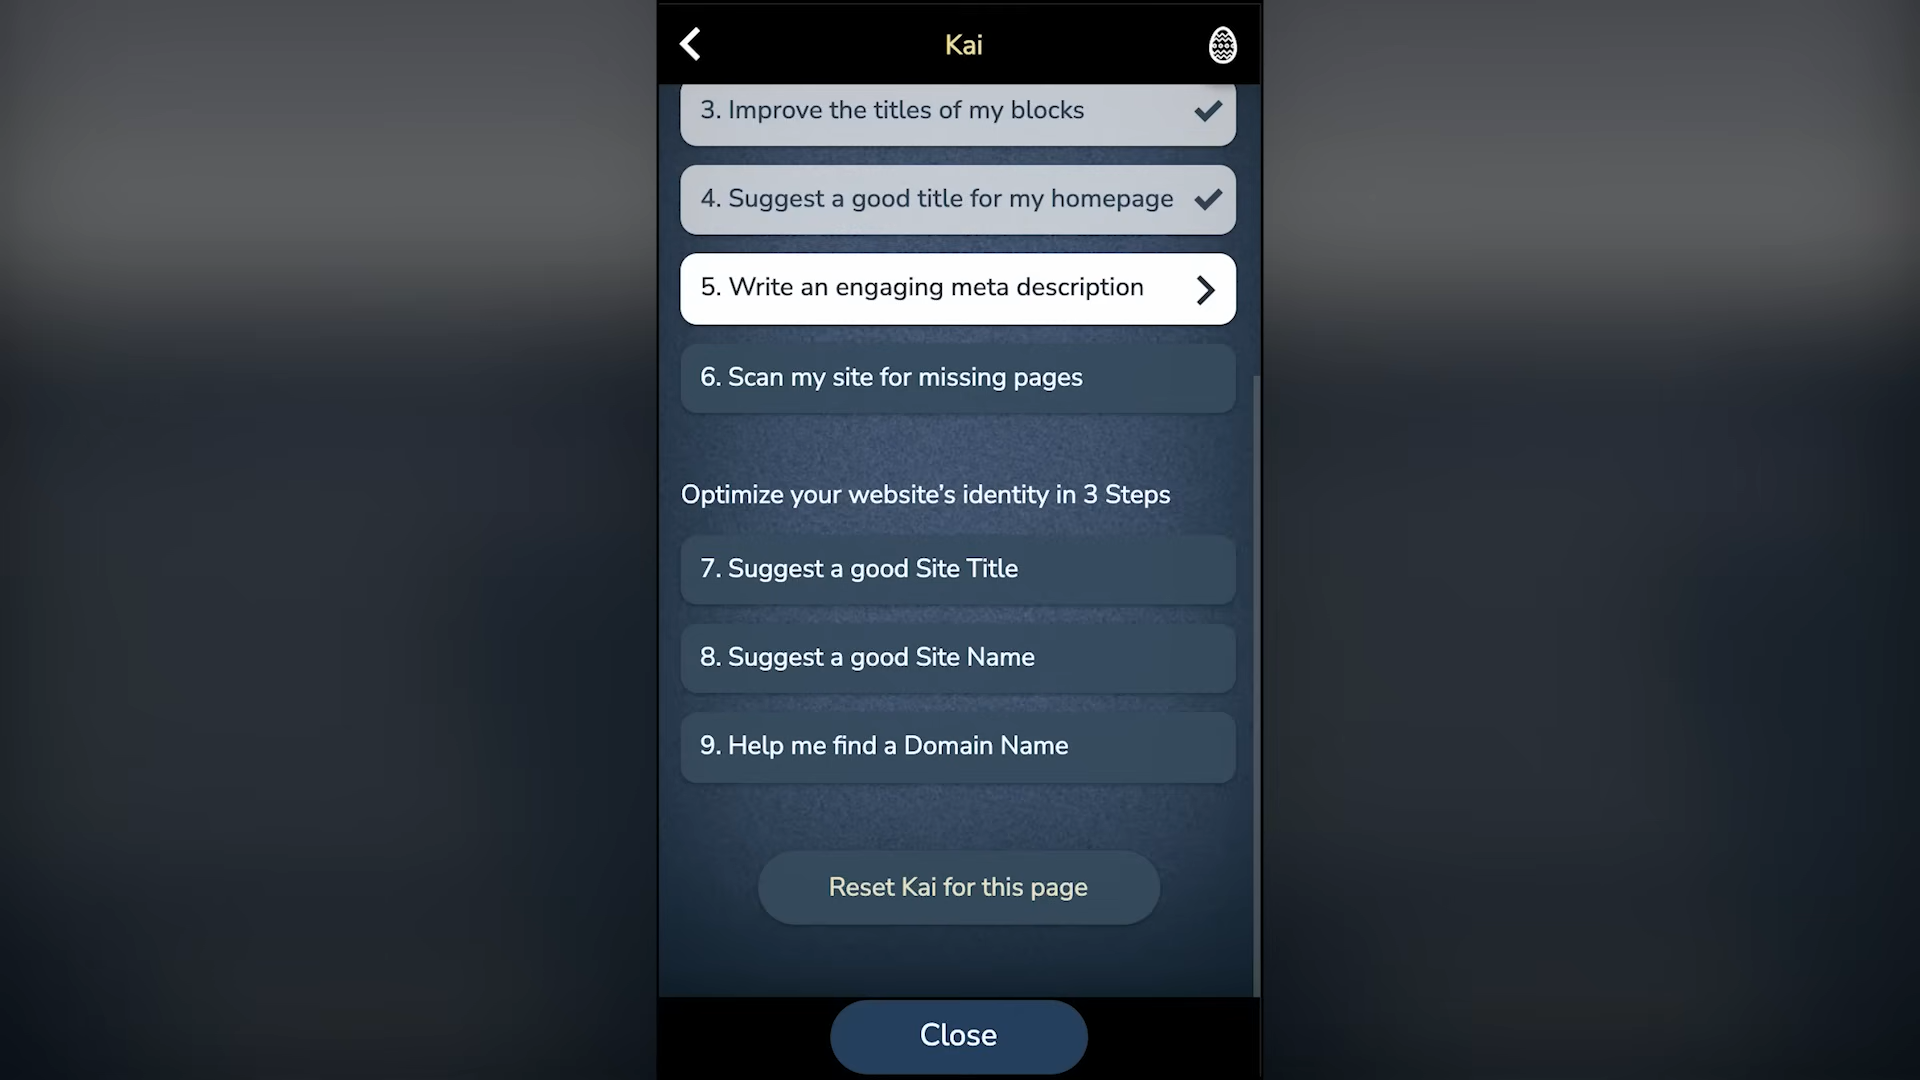 Kai
3. Improve the titles of my blocks
4. Suggest a good title for my homepage
5. Write an engaging meta description
6. Scan my site for missing pages
Optimize your website’s identity in 3 Steps
7. Suggest a good Site Title
8. Suggest a good Site Name
9. Help me find a Domain Name
Reset Kai for this page
Close